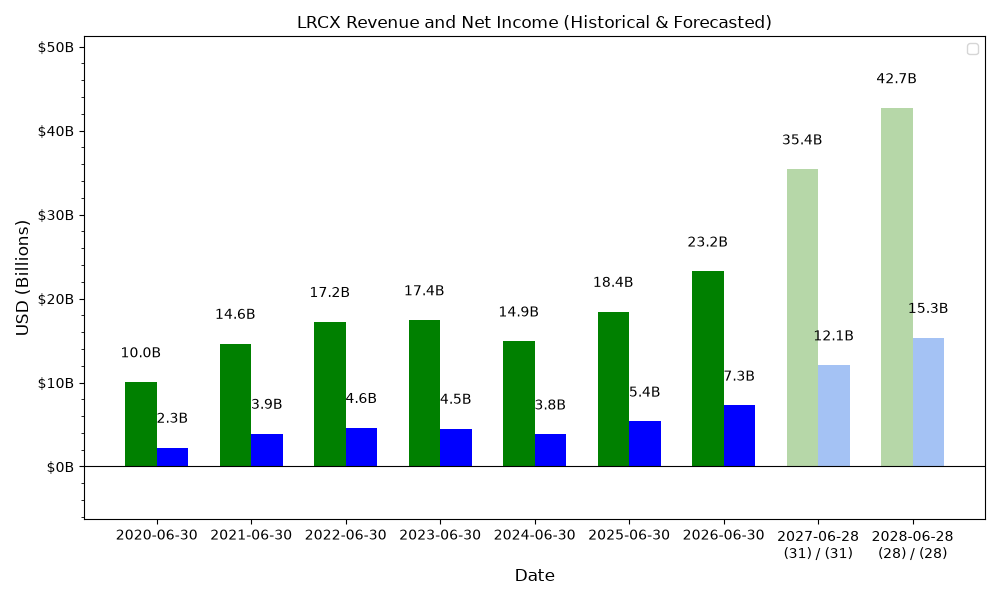 LRCX Revenue and Net Income (Historical & Forecasted)
$50B
$40B
$30B
$20B
$10B
$0B
USD (Billions)
10.0B
2.3B
14.6B
3.9B
17.2B
4.6B
17.4B
4.5B
14.9B
3.8B
18.4B
5.4B
23.2B
7.3B
35.4B
12.1B
42.7B
15.3B
2020-06-30
2021-06-30
2022-06-30
2023-06-30
2024-06-30
2025-06-30
2026-06-30
2027-06-28
(31) / (31)
2028-06-28
(28) / (28)
Date